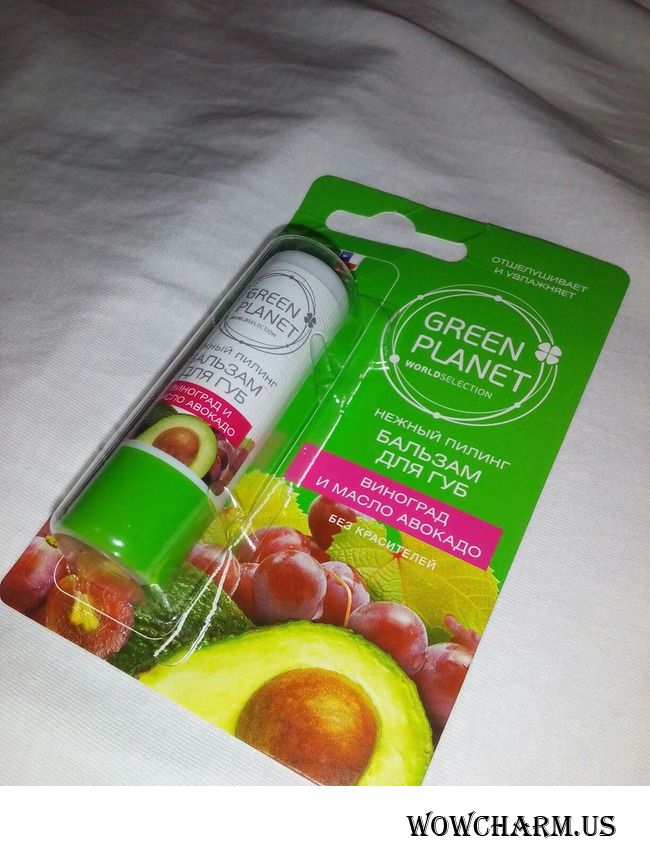 GREEN
PLANET
WORLDSELECTION
НЕЖНЫЙ ПИЛИНГ
БАЛЬЗАМ
ДЛЯ ГУБ
ВИНОГРАД И
МАСЛО АВОКАДО
ОТШЕЛУШИВАЕТ
И УВЛАЖНЯЕТ
GREEN
PLANET
WORLDSELECTION
НЕЖНЫЙ ПИЛИНГ
БАЛЬЗАМ
ДЛЯ ГУБ
ВИНОГРАД
И МАСЛО АВОКАДО
БЕЗ КРАСИТЕЛЕЙ
WOWCHARM.US